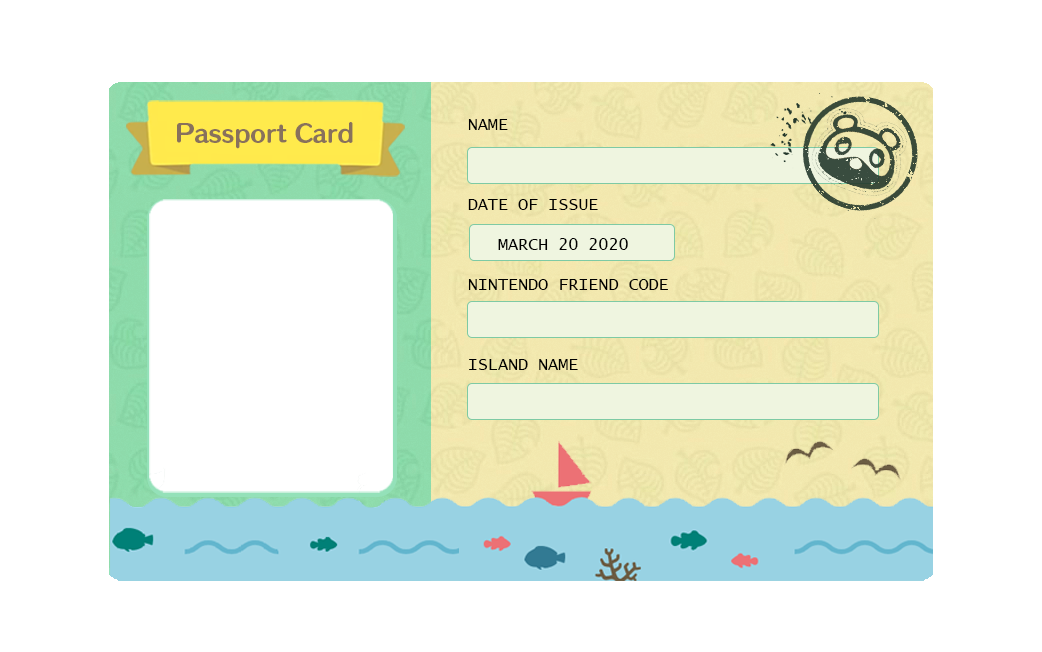 Passport Card
NAME
DATE OF ISSUE
MARCH 20 2020
NINTENDO FRIEND CODE
ISLAND NAME